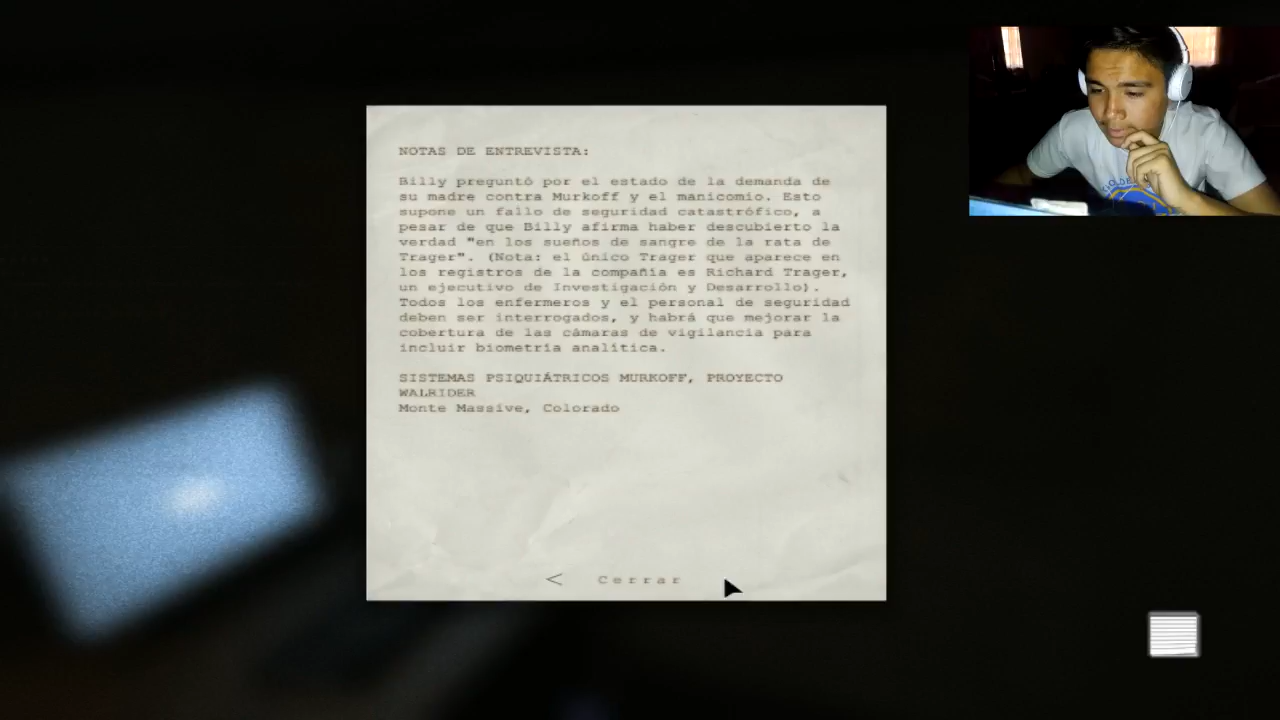 NOTAS DE ENTREVISTA:
Billy preguntó por el estado de la demanda de
su madre contra Murkoff y el manicomio. Esto
supone un fallo de seguridad catastrófico, a
pesar de que Billy afirma haber descubierto la
verdad "en los sueños de sangre de la rata de
Trager". (Nota: el único Trager que aparece en
los registros de la compañía es Richard Trager,
un ejecutivo de Investigación y Desarrollo).
Todos los enfermeros y el personal de seguridad
deben ser interrogados, y habrá que mejorar la
cobertura de las cámaras de vigilancia para
incluir biometría analítica.
SISTEMAS PSIQUIÁTRICOS MURKOFF, PROYECTO
WALRIDER
Monte Massive, Colorado
< Cerrar